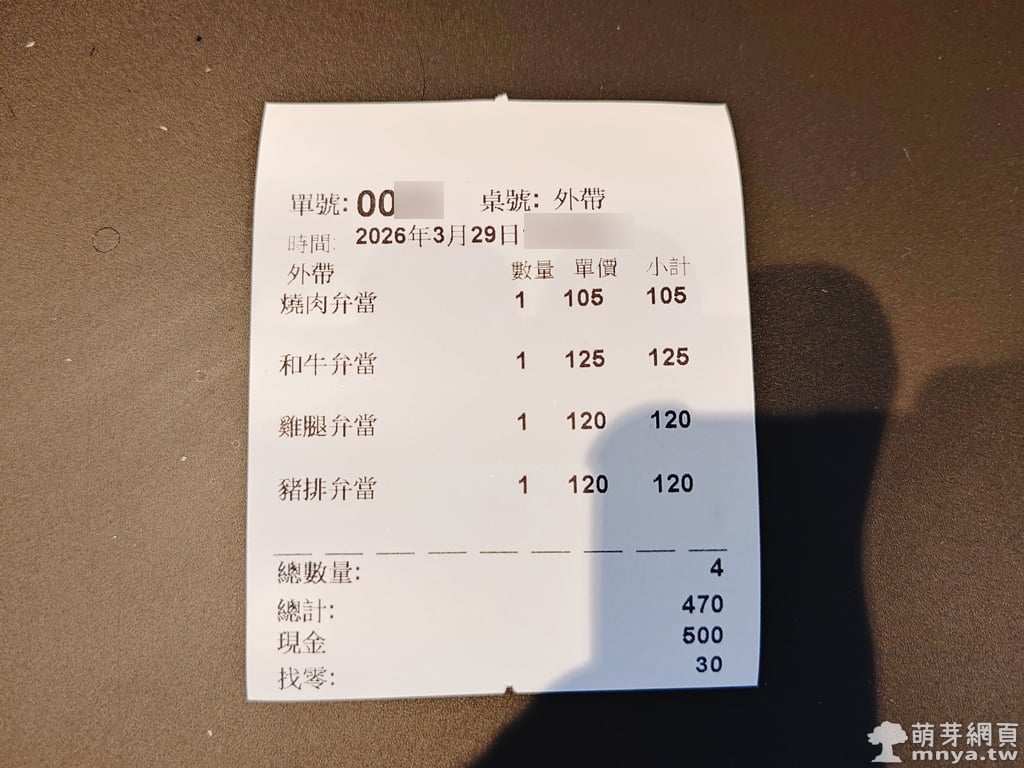 單號: 00 桌號: 外帶
時間: 2026年3月29日
外帶 數量 單價 小計
燒肉弁當 1 105 105
和牛弁當 1 125 125
雞腿弁當 1 120 120
豬排弁當 1 120 120
總數量: 4
總計: 470
現金 500
找零: 30
萌芽網頁
mnya.tw